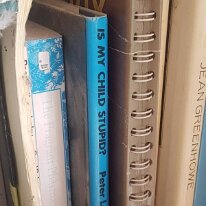 IS MY CHILD STUPID? Peter L
JEAN GREENHOWE